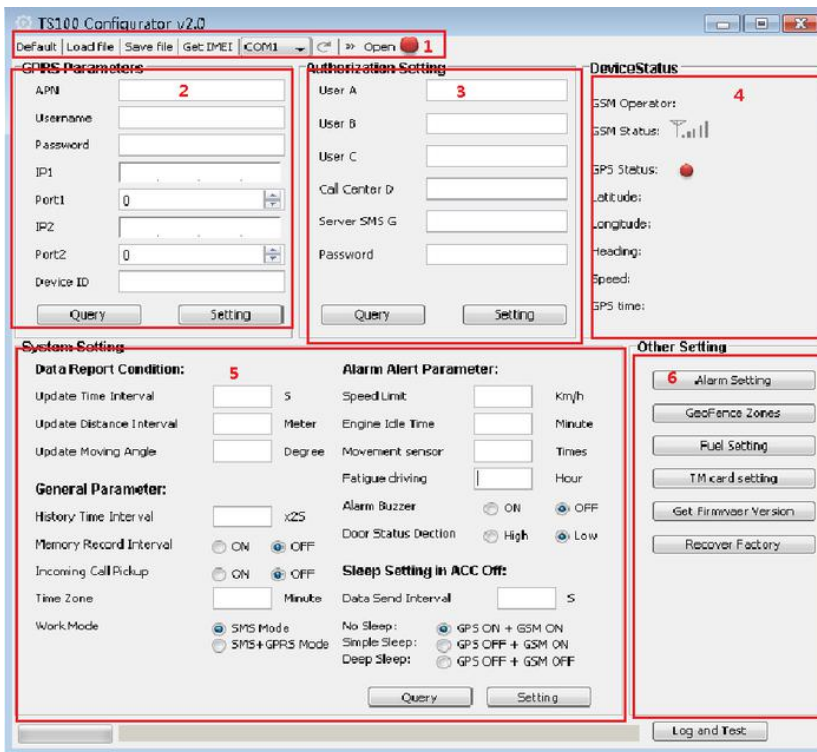 TS100 Configurator v2.0
Default Load file Save file Get IMEI COM1 >> Open 1
GPRS Parameters
2
APN
Username
Password
IP1
Port1 0
IP2
Port2 0
Device ID
Query Setting
Authorization Setting
3
User A
User B
User C
Call Center D
Server SMS G
Password
Query Setting
DeviceStatus
4
GSM Operator:
GSM Status:
GPS Status:
Latitude:
Longitude:
Heading:
Speed:
GPS time:
System Setting
5
Data Report Condition:
Update Time Interval S
Update Distance Interval Meter
Update Moving Angle Degree
General Parameter:
History Time Interval x2S
Memory Record Interval ON OFF
Incoming Call Pickup ON OFF
Time Zone Minute
Work Mode SMS Mode
SMS+GPRS Mode
Alarm Alert Parameter:
Speed Limit Km/h
Engine Idle Time Minute
Movement sensor Times
Fatigue driving Hour
Alarm Buzzer ON OFF
Door Status Dection High Low
Sleep Setting in ACC Off:
Data Send Interval S
No Sleep: GPS ON + GSM ON
Simple Sleep: GPS OFF + GSM ON
Deep Sleep: GPS OFF + GSM OFF
Query Setting
Other Setting
6 Alarm Setting
GeoFence Zones
Fuel Setting
TM card setting
Get Firmwaer Version
Recover Factory
Log and Test